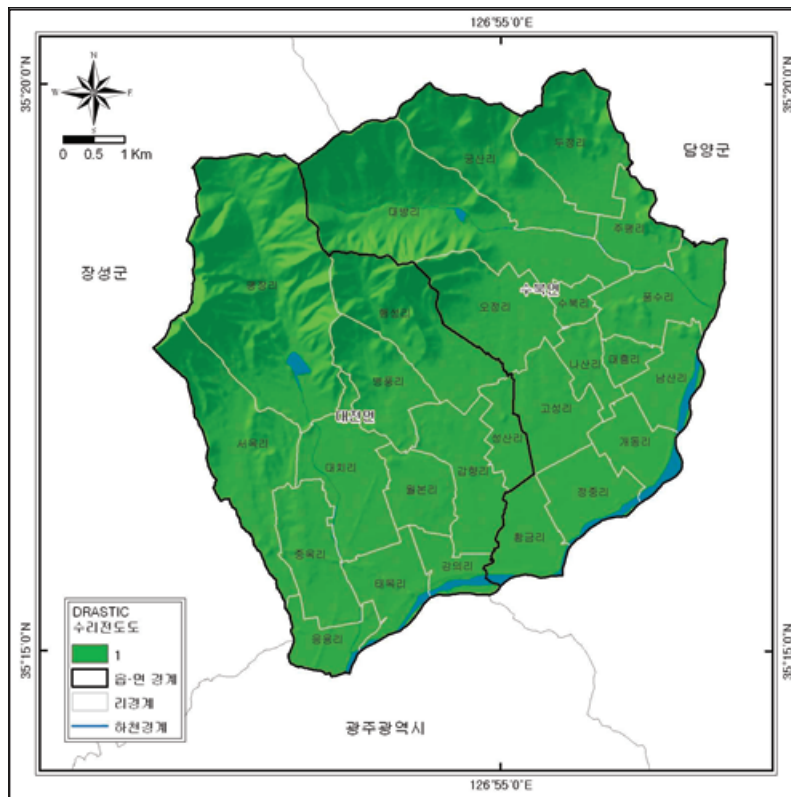 126°55'0"E
35°20'0"N
35°20'0"N
N
W E
S
0 0.5 1 Km
담양군
두정리
궁산리
대방리
주평리
장성군
평장리
행성리
오정리
수북면
수북리
풍수리
나산리
대흥리
남산리
병풍리
고성리
대전면
성산리
개동리
서옥리
대치리
갑향리
월본리
정중리
황금리
중옥리
태목리
강의리
응용리
DRASTIC
수리전도도
1
읍·면 경계
리경계
하천경계
35°15'0"N
35°15'0"N
광주광역시
126°55'0"E